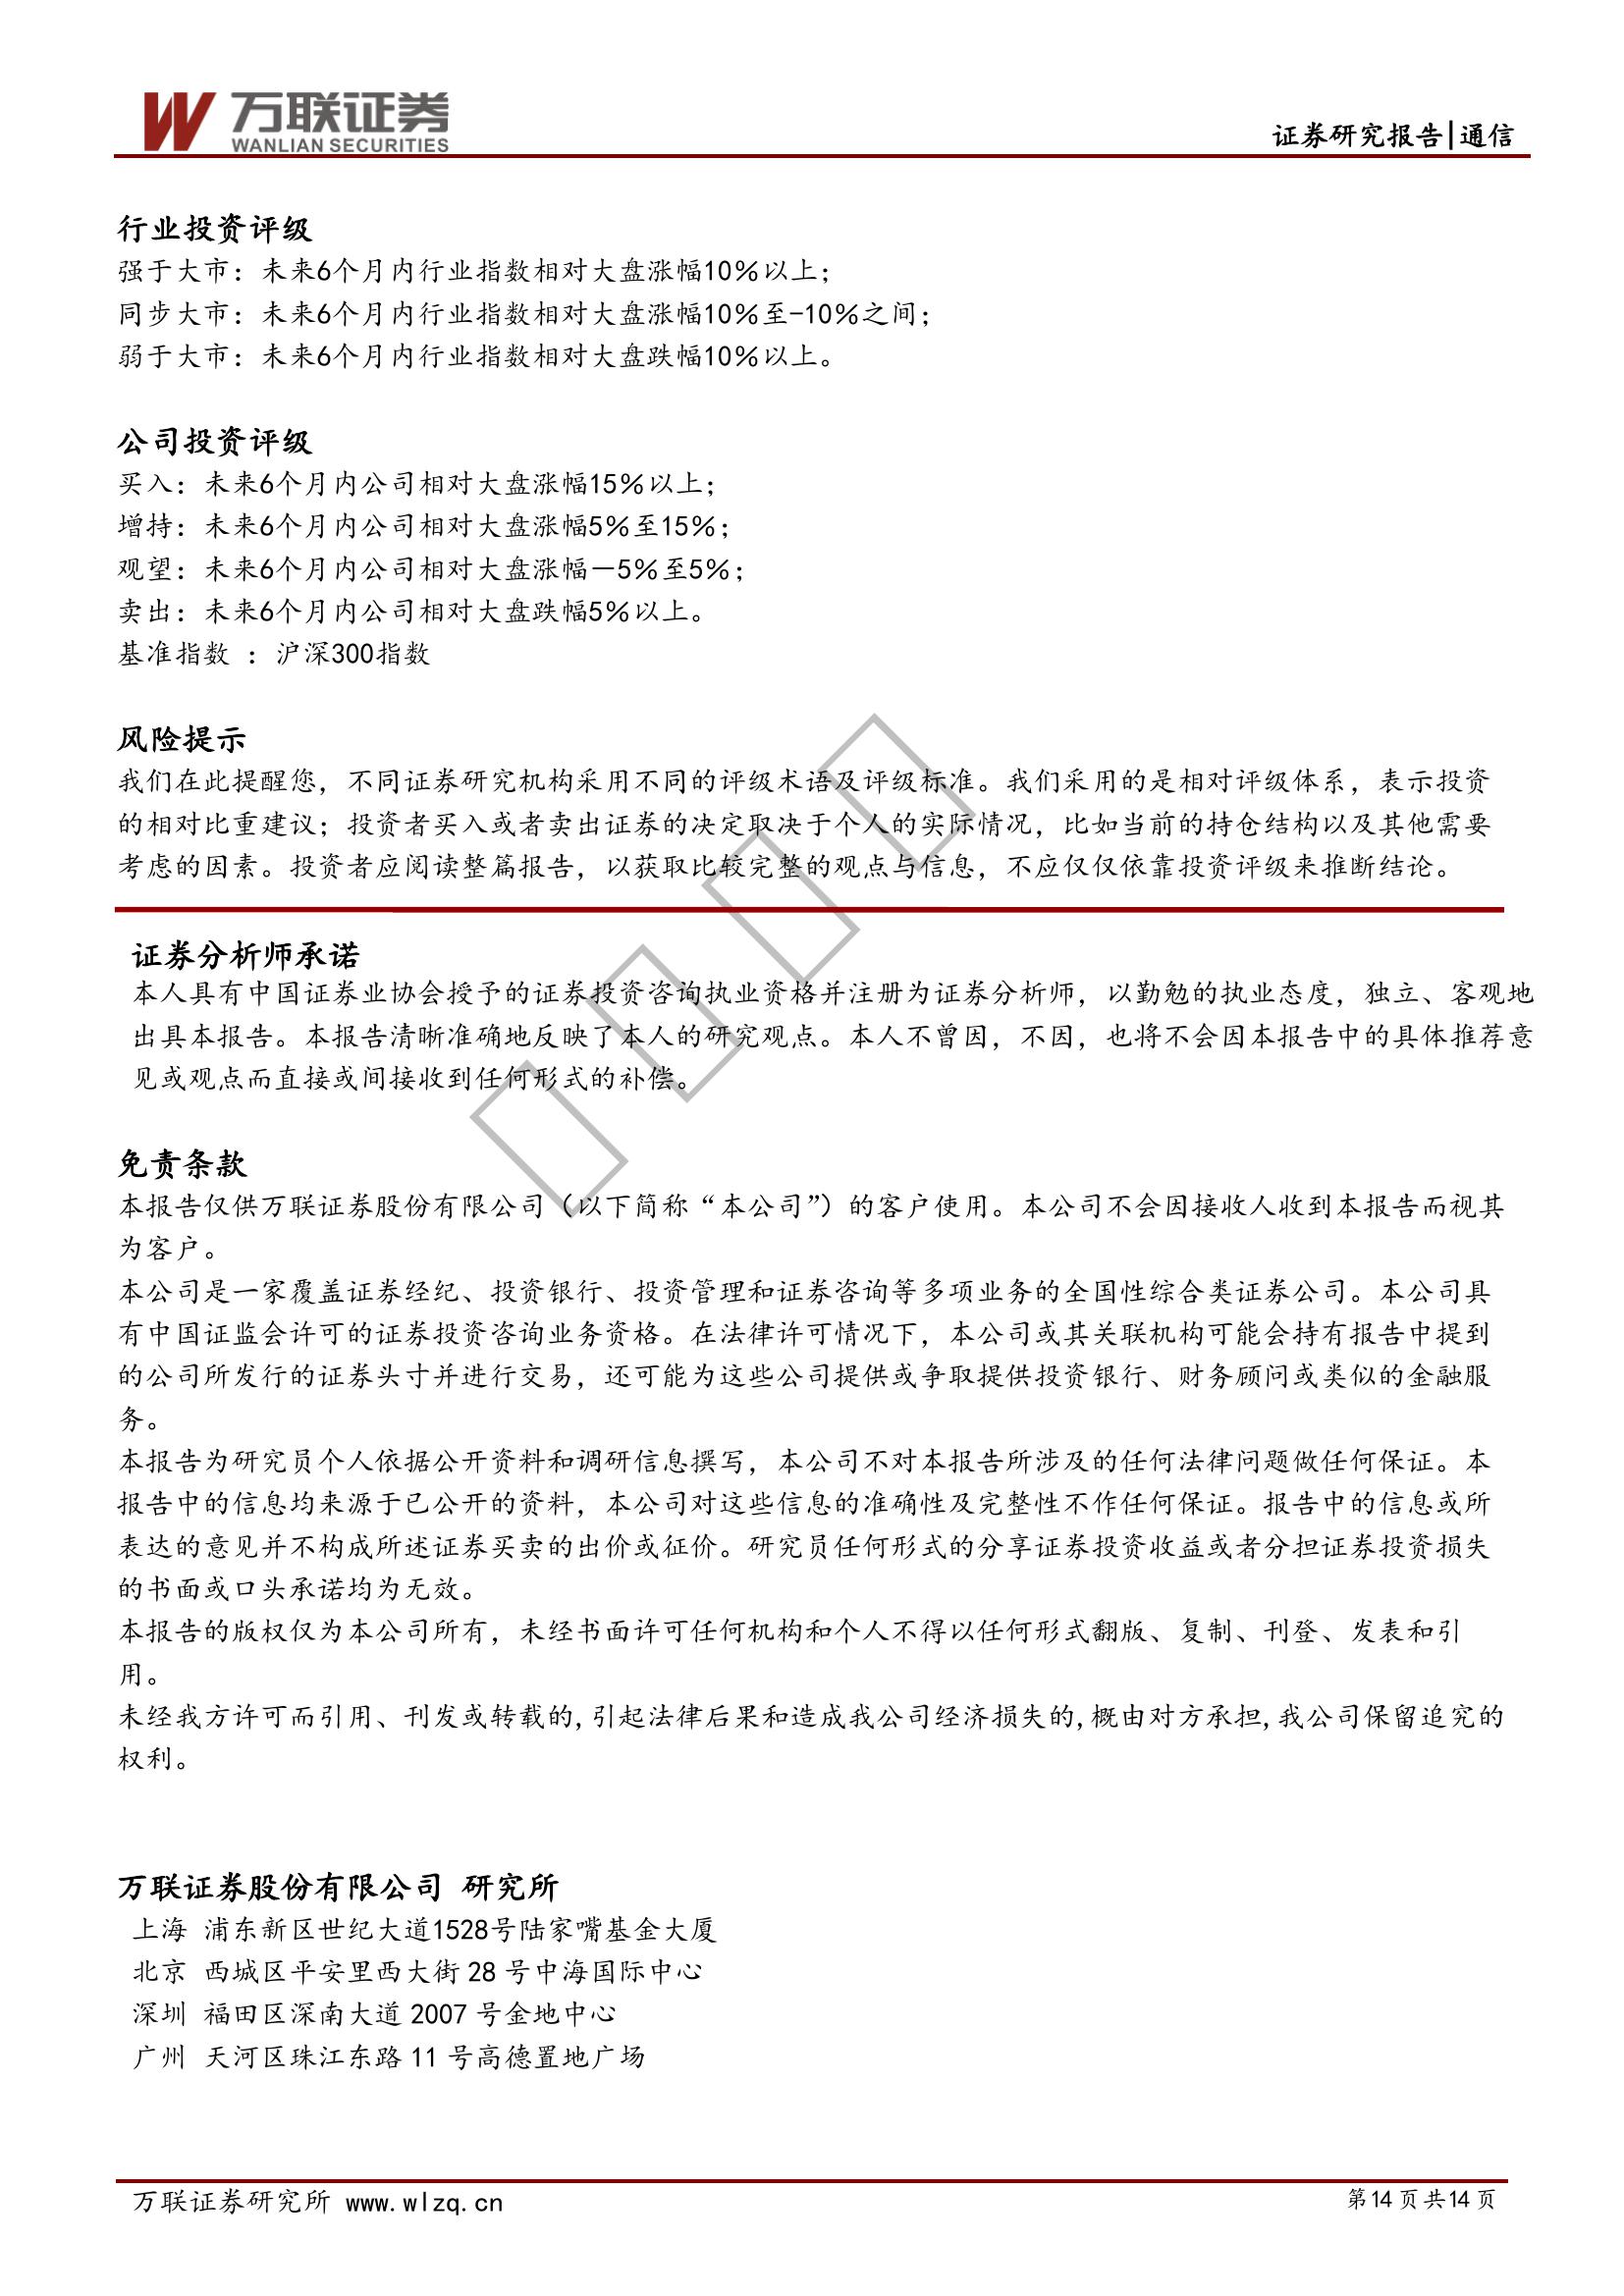 万联证券
WANLIAN SECURITIES
证券研究报告|通信
行业投资评级
强于大市：未来6个月内行业指数相对大盘涨幅10％以上；
同步大市：未来6个月内行业指数相对大盘涨幅10％至-10％之间；
弱于大市：未来6个月内行业指数相对大盘跌幅10％以上。
公司投资评级
买入：未来6个月内公司相对大盘涨幅15％以上；
增持：未来6个月内公司相对大盘涨幅5％至15％；
观望：未来6个月内公司相对大盘涨幅－5％至5％；
卖出：未来6个月内公司相对大盘跌幅5％以上。
基准指数 ：沪深300指数
风险提示
我们在此提醒您，不同证券研究机构采用不同的评级术语及评级标准。我们采用的是相对评级体系，表示投资
的相对比重建议；投资者买入或者卖出证券的决定取决于个人的实际情况，比如当前的持仓结构以及其他需要
考虑的因素。投资者应阅读整篇报告，以获取比较完整的观点与信息，不应仅仅依靠投资评级来推断结论。
证券分析师承诺
本人具有中国证券业协会授予的证券投资咨询执业资格并注册为证券分析师，以勤勉的执业态度，独立、客观地
出具本报告。本报告清晰准确地反映了本人的研究观点。本人不曾因，不因，也将不会因本报告中的具体推荐意
见或观点而直接或间接收到任何形式的补偿。
免责条款
本报告仅供万联证券股份有限公司（以下简称“本公司”）的客户使用。本公司不会因接收人收到本报告而视其
为客户。
本公司是一家覆盖证券经纪、投资银行、投资管理和证券咨询等多项业务的全国性综合类证券公司。本公司具
有中国证监会许可的证券投资咨询业务资格。在法律许可情况下，本公司或其关联机构可能会持有报告中提到
的公司所发行的证券头寸并进行交易，还可能为这些公司提供或争取提供投资银行、财务顾问或类似的金融服
务。
本报告为研究员个人依据公开资料和调研信息撰写，本公司不对本报告所涉及的任何法律问题做任何保证。本
报告中的信息均来源于已公开的资料，本公司对这些信息的准确性及完整性不作任何保证。报告中的信息或所
表达的意见并不构成所述证券买卖的出价或征价。研究员任何形式的分享证券投资收益或者分担证券投资损失
的书面或口头承诺均为无效。
本报告的版权仅为本公司所有，未经书面许可任何机构和个人不得以任何形式翻版、复制、刊登、发表和引
用。
未经我方许可而引用、刊发或转载的,引起法律后果和造成我公司经济损失的,概由对方承担,我公司保留追究的
权利。
万联证券股份有限公司 研究所
上海 浦东新区世纪大道1528号陆家嘴基金大厦
北京 西城区平安里西大街 28 号中海国际中心
深圳 福田区深南大道 2007 号金地中心
广州 天河区珠江东路 11 号高德置地广场
万联证券研究所 www.wlzq.cn
第14页共14页